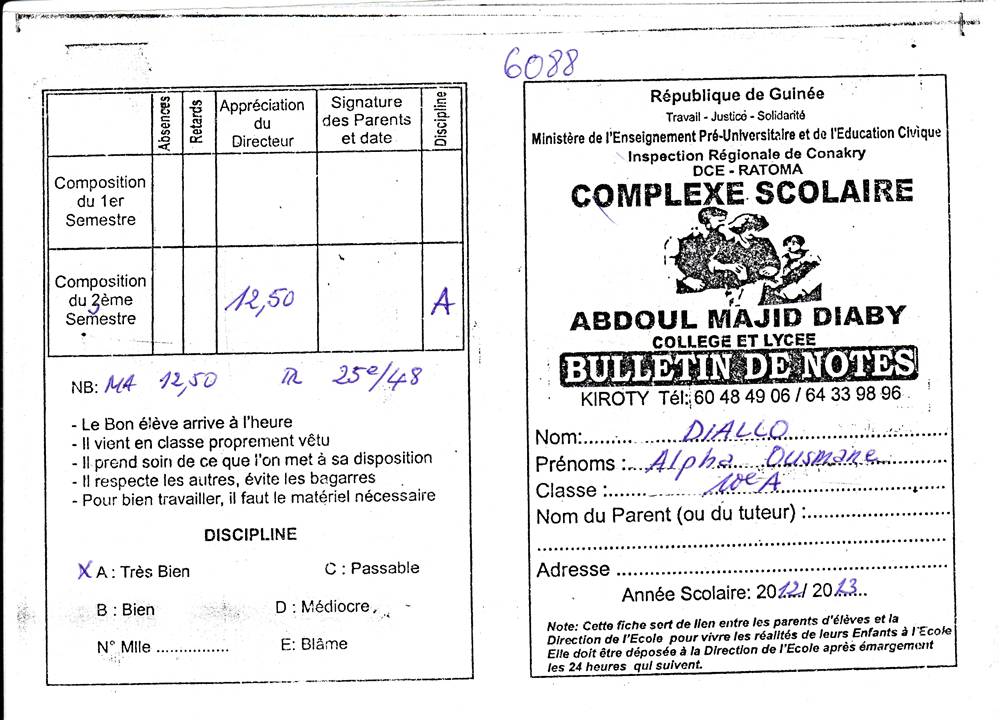 6088
Absences
Retards
Appréciation du Directeur
Signature des Parents et date
Discipline
Composition du 1er Semestre
Composition du 2ème Semestre
3
12,50
A
NB: MA 12,50 R 25e/48
- Le Bon élève arrive à l'heure
- Il vient en classe proprement vêtu
- Il prend soin de ce que l'on met à sa disposition
- Il respecte les autres, évite les bagarres
- Pour bien travailler, il faut le matériel nécessaire
DISCIPLINE
X A : Très Bien
C : Passable
B : Bien
D : Médiocre
N° Mlle .................
E: Blâme
République de Guinée
Travail - Justice - Solidarité
Ministère de l'Enseignement Pré-Universitaire et de l'Education Civique
Inspection Régionale de Conakry
DCE - RATOMA
COMPLEXE SCOLAIRE
ABDOUL MAJID DIABY
COLLEGE ET LYCEE
BULLETIN DE NOTES
KIROTY Tél: 60 48 49 06 / 64 33 98 96
Nom:........ DIALLO
Prénoms :.. Alpha Ousmane
Classe :....... 10e A
Nom du Parent (ou du tuteur) :......................
Adresse ......................................................
Année Scolaire: 2012/ 2013...
Note: Cette fiche sert de lien entre les parents d'élèves et la
Direction de l'Ecole pour vivre les réalités de leurs Enfants à l'Ecole
Elle doit être déposée à la Direction de l'Ecole après émargement
les 24 heures qui suivent.